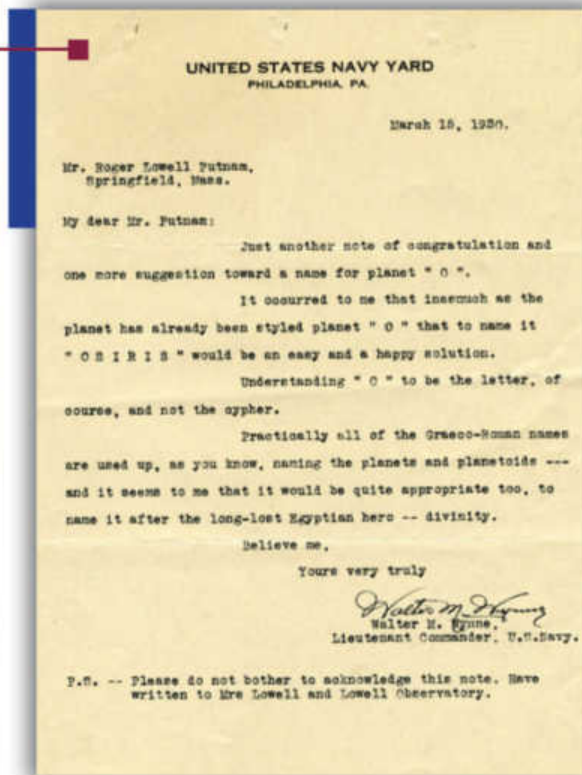 UNITED STATES NAVY YARD
PHILADELPHIA, PA.
March 15, 1930.
Mr. Roger Lowell Putnam,
Springfield, Mass.
My dear Mr. Putnam:
Just another note of congratulation and
one more suggestion toward a name for planet " O ".
It occurred to me that inasmuch as the
planet has already been styled planet " O " that to name it
" O S I R I S " would be an easy and a happy solution.
Understanding " O " to be the letter, of
course, and not the cypher.
Practically all of the Graeco-Roman names
are used up, as you know, naming the planets and planetoids ---
and it seems to me that it would be quite appropriate too, to
name it after the long-lost Egyptian hero -- divinity.
Believe me,
Yours very truly
Walter M. Wynne
Walter M. Wynne,
Lieutenant Commander, U.S.Navy.
P.S. -- Please do not bother to acknowledge this note. Have
written to Mrs Lowell and Lowell Observatory.